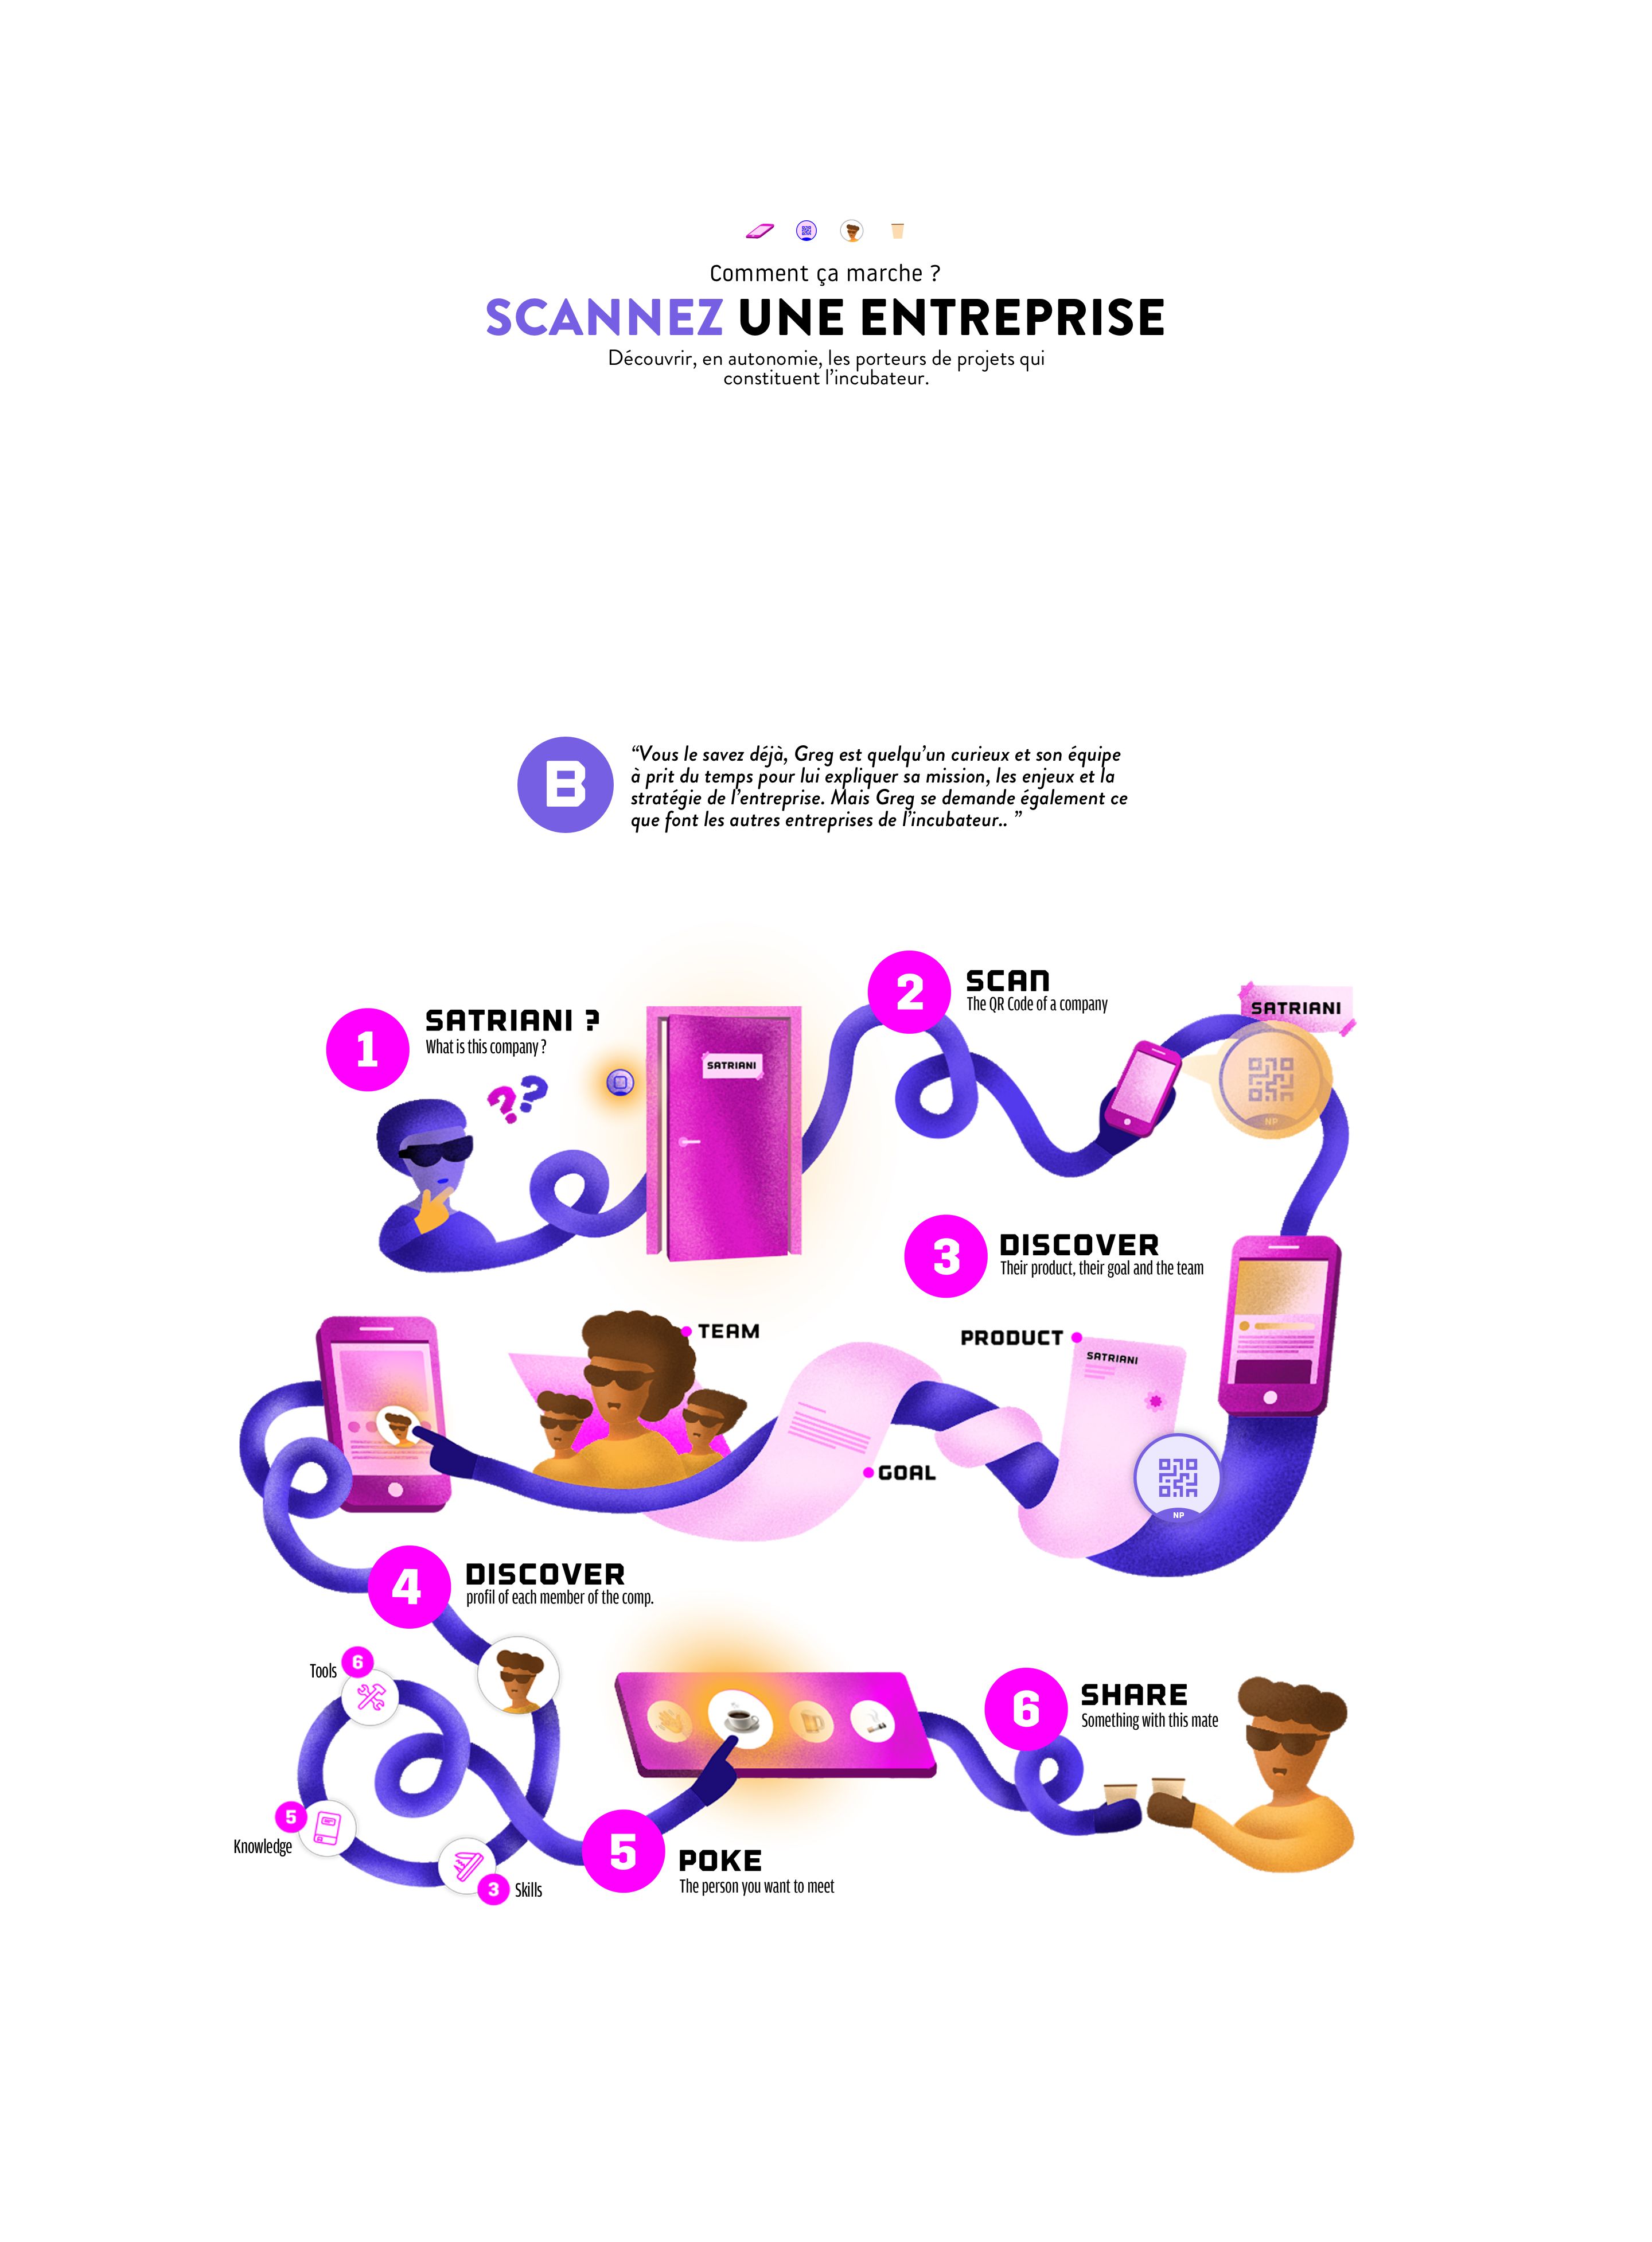 Comment ça marche ?
SCANNEZ UNE ENTREPRISE
Découvrir, en autonomie, les porteurs de projets qui
constituent l'incubateur.
B
“Vous le savez déjà, Greg est quelqu'un curieux et son équipe
à prit du temps pour lui expliquer sa mission, les enjeux et la
stratégie de l'entreprise. Mais Greg se demande également ce
que font les autres entreprises de l'incubateur.. ”
1
SATRIANI ?
What is this company ?
??
SATRIANI
2
SCAN
The QR Code of a company
SATRIANI
NP
3
DISCOVER
Their product, their goal and the team
PRODUCT
SATRIANI
NP
GOAL
TEAM
4
DISCOVER
profil of each member of the comp.
Tools
6
5
Knowledge
3
Skills
5
POKE
The person you want to meet
6
SHARE
Something with this mate